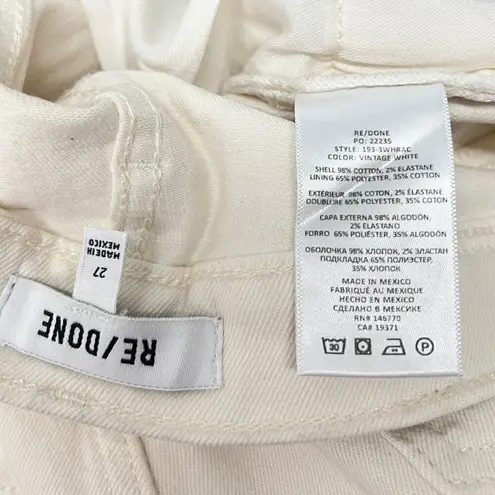 RE/DONE
27
MADE IN
MEXICO
RE/DONE
PO: 22235
STYLE: 193-3WHRAC
COLOR: VINTAGE WHITE
SHELL 98% COTTON, 2% ELASTANE
LINING 65% POLYESTER, 35% COTTON
EXTÉRIEUR 98% COTON, 2% ÉLASTANE
DOUBLURE 65% POLYESTER, 35% COTON
CAPA EXTERNA 98% ALGODÓN,
2% ELASTANO
FORRO 65% POLIÉSTER, 35% ALGODÓN
ОБОЛОЧКА 98% ХЛОПОК, 2% ЭЛАСТАН
ПОДКЛАДКА 65% ПОЛИЭСТЕР,
35% ХЛОПОК
MADE IN MEXICO
FABRIQUÉ AU MEXIQUE
HECHO EN MEXICO
СДЕЛАНО В МЕКСИКЕ
RN# 146770
CA# 19371
30
P